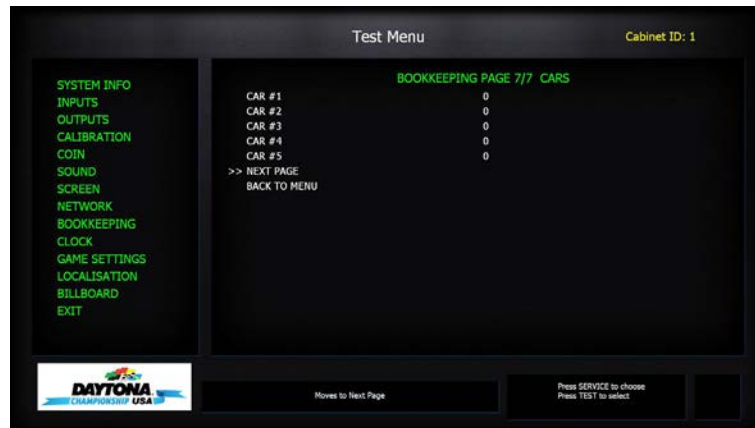 Test Menu
Cabinet ID: 1
SYSTEM INFO
INPUTS
OUTPUTS
CALIBRATION
COIN
SOUND
SCREEN
NETWORK
BOOKKEEPING
CLOCK
GAME SETTINGS
LOCALISATION
BILLBOARD
EXIT
BOOKKEEPING PAGE 7/7 CARS
CAR #1 0
CAR #2 0
CAR #3 0
CAR #4 0
CAR #5 0
>> NEXT PAGE
BACK TO MENU
DAYTONA
CHAMPIONSHIP USA
Moves to Next Page
Press SERVICE to choose
Press TEST to select